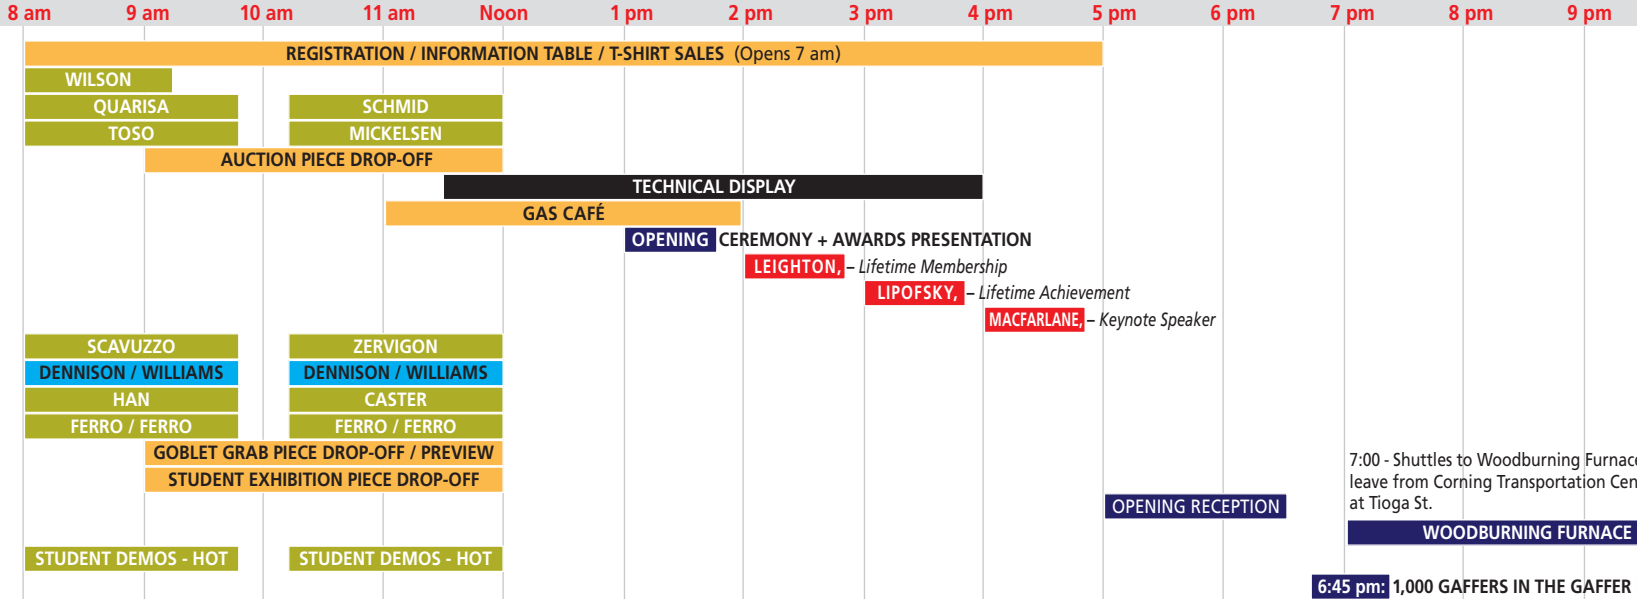 8 am 9 am 10 am 11 am Noon 1 pm 2 pm 3 pm 4 pm 5 pm 6 pm 7 pm 8 pm 9 pm
REGISTRATION / INFORMATION TABLE / T-SHIRT SALES (Opens 7 am)
WILSON
QUARISA SCHMID
TOSO MICKELSEN
AUCTION PIECE DROP-OFF
TECHNICAL DISPLAY
GAS CAFÉ
OPENING CEREMONY + AWARDS PRESENTATION
LEIGHTON, – Lifetime Membership
LIPOFSKY, – Lifetime Achievement
MACFARLANE, – Keynote Speaker
SCAVUZZO ZERVIGON
DENNISON / WILLIAMS DENNISON / WILLIAMS
HAN CASTER
FERRO / FERRO FERRO / FERRO
GOBLET GRAB PIECE DROP-OFF / PREVIEW
STUDENT EXHIBITION PIECE DROP-OFF
7:00 - Shuttles to Woodburning Furnace
leave from Corning Transportation Cen
at Tioga St.
OPENING RECEPTION
WOODBURNING FURNACE
STUDENT DEMOS - HOT STUDENT DEMOS - HOT
6:45 pm: 1,000 GAFFERS IN THE GAFFER